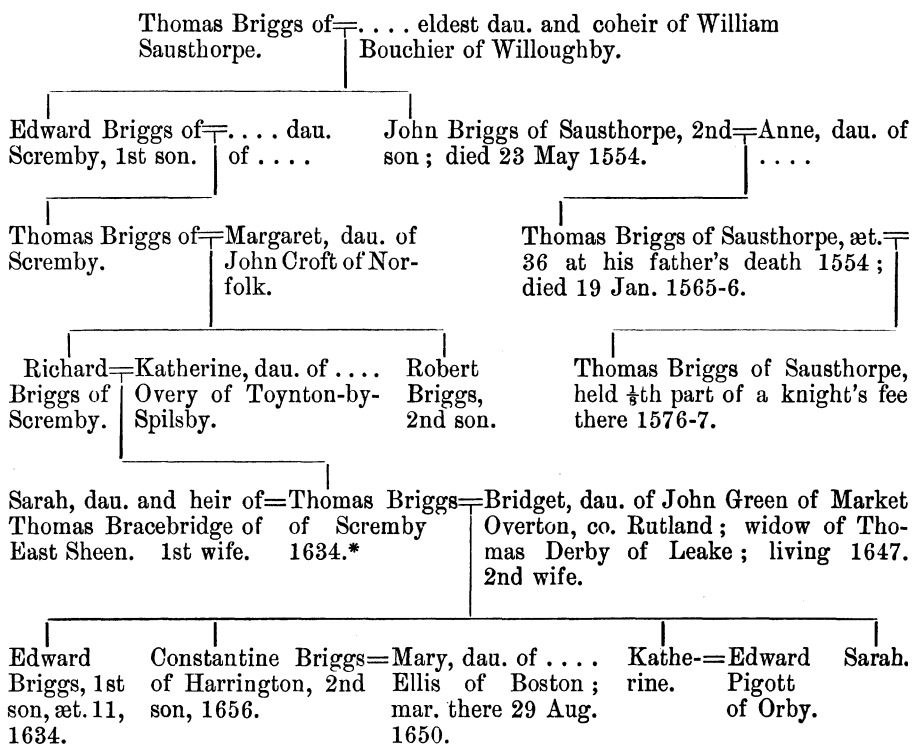 Thomas Briggs of=. . . . eldest dau. and coheir of William
Sausthorpe. Bouchier of Willoughby.
Edward Briggs of=. . . . dau.
Scremby, 1st son. of . . . .
John Briggs of Sausthorpe, 2nd=Anne, dau. of
son ; died 23 May 1554. . . . .
Thomas Briggs of=Margaret, dau. of
Scremby. John Croft of Nor-
folk.
Thomas Briggs of Sausthorpe, æt.=
36 at his father's death 1554 ;
died 19 Jan. 1565-6.
Richard=Katherine, dau. of . . . .
Briggs of Overy of Toynton-by-
Scremby. Spilsby.
Robert
Briggs,
2nd son.
Thomas Briggs of Sausthorpe,
held ⅛th part of a knight's fee
there 1576-7.
Sarah, dau. and heir of=Thomas Briggs=Bridget, dau. of John Green of Market
Thomas Bracebridge of of Scremby Overton, co. Rutland ; widow of Tho-
East Sheen. 1st wife. 1634.* mas Derby of Leake ; living 1647.
2nd wife.
Edward
Briggs, 1st
son, æt. 11,
1634.
Constantine Briggs=Mary, dau. of . . . .
of Harrington, 2nd Ellis of Boston ;
son, 1656. mar. there 29 Aug.
1650.
Kathe-=Edward
rine. Pigott
of Orby.
Sarah.